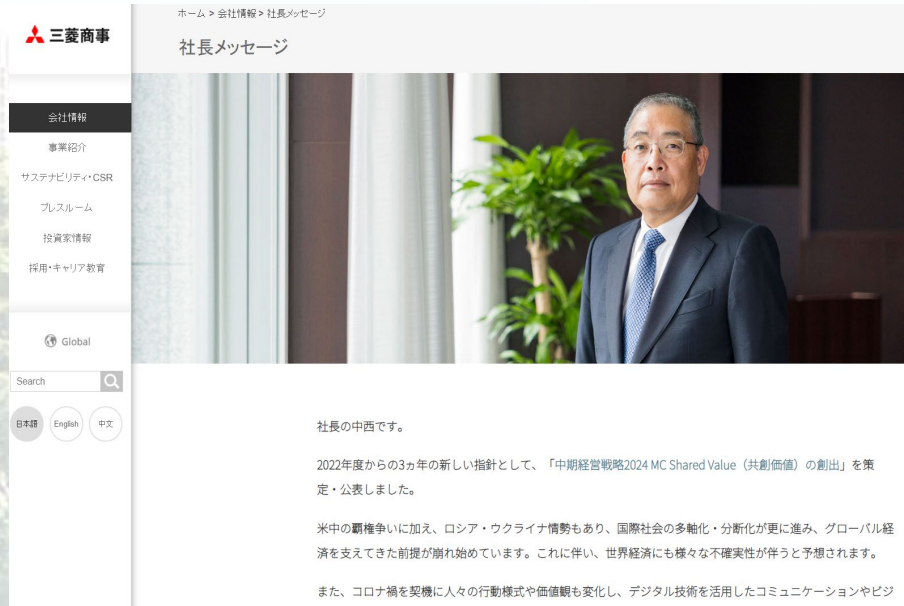 三菱商事
ホーム > 会社情報 > 社長メッセージ
社長メッセージ
会社情報
事業紹介
サステナビリティ・CSR
プレスルーム
投資家情報
採用・キャリア教育
Global
Search
日本語 English 中文
社長の中西です。
2022年度からの3ヵ年の新しい指針として、「中期経営戦略2024 MC Shared Value（共創価値）の創出」を策
定・公表しました。
米中の覇権争いに加え、ロシア・ウクライナ情勢もあり、国際社会の多軸化・分断化が更に進み、グローバル経
済を支えてきた前提が崩れ始めています。これに伴い、世界経済にも様々な不確実性が伴うと予想されます。
また、コロナ禍を契機に人々の行動様式や価値観も変化し、デジタル技術を活用したコミュニケーションやビジ